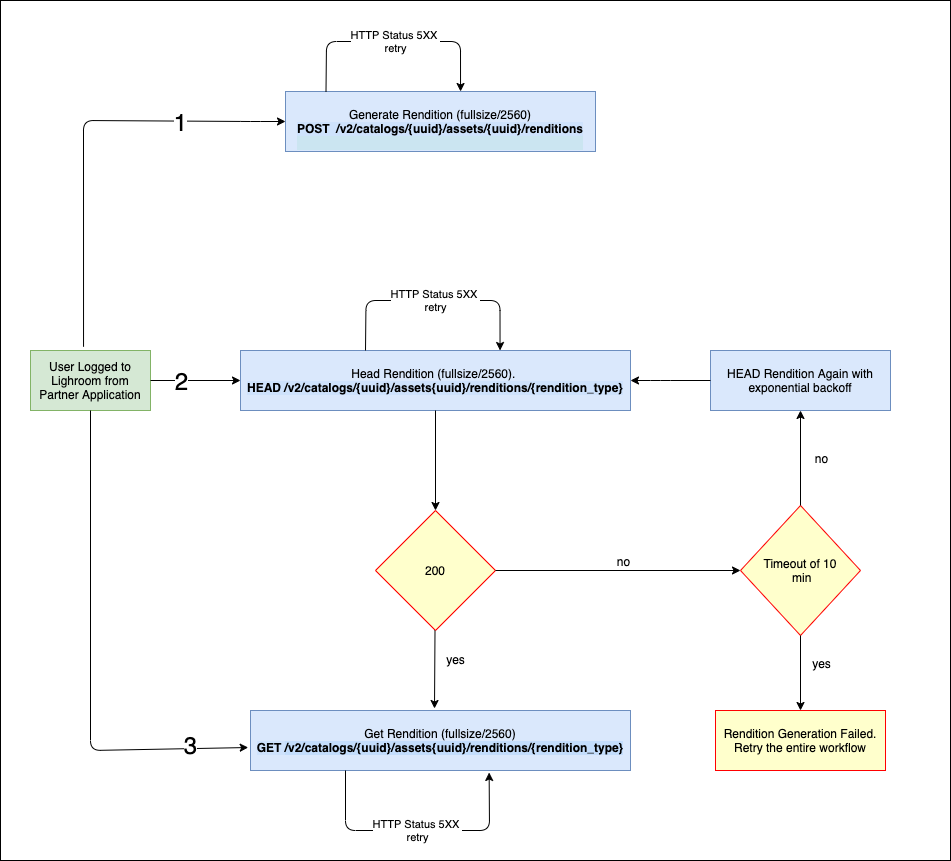 HTTP Status 5XX
retry
Generate Rendition (fullsize/2560)
POST /v2/catalogs/{uuid}/assets/{uuid}/renditions
1
HTTP Status 5XX
retry
User Logged to
Lighroom from
Partner Application
2
Head Rendition (fullsize/2560).
HEAD /v2/catalogs/{uuid}/assets{uuid}/renditions/{rendition_type}
HEAD Rendition Again with
exponential backoff
no
200
no
Timeout of 10
min
yes
yes
3
Get Rendition (fullsize/2560)
GET /v2/catalogs/{uuid}/assets{uuid}/renditions/{rendition_type}
Rendition Generation Failed.
Retry the entire workflow
HTTP Status 5XX
retry